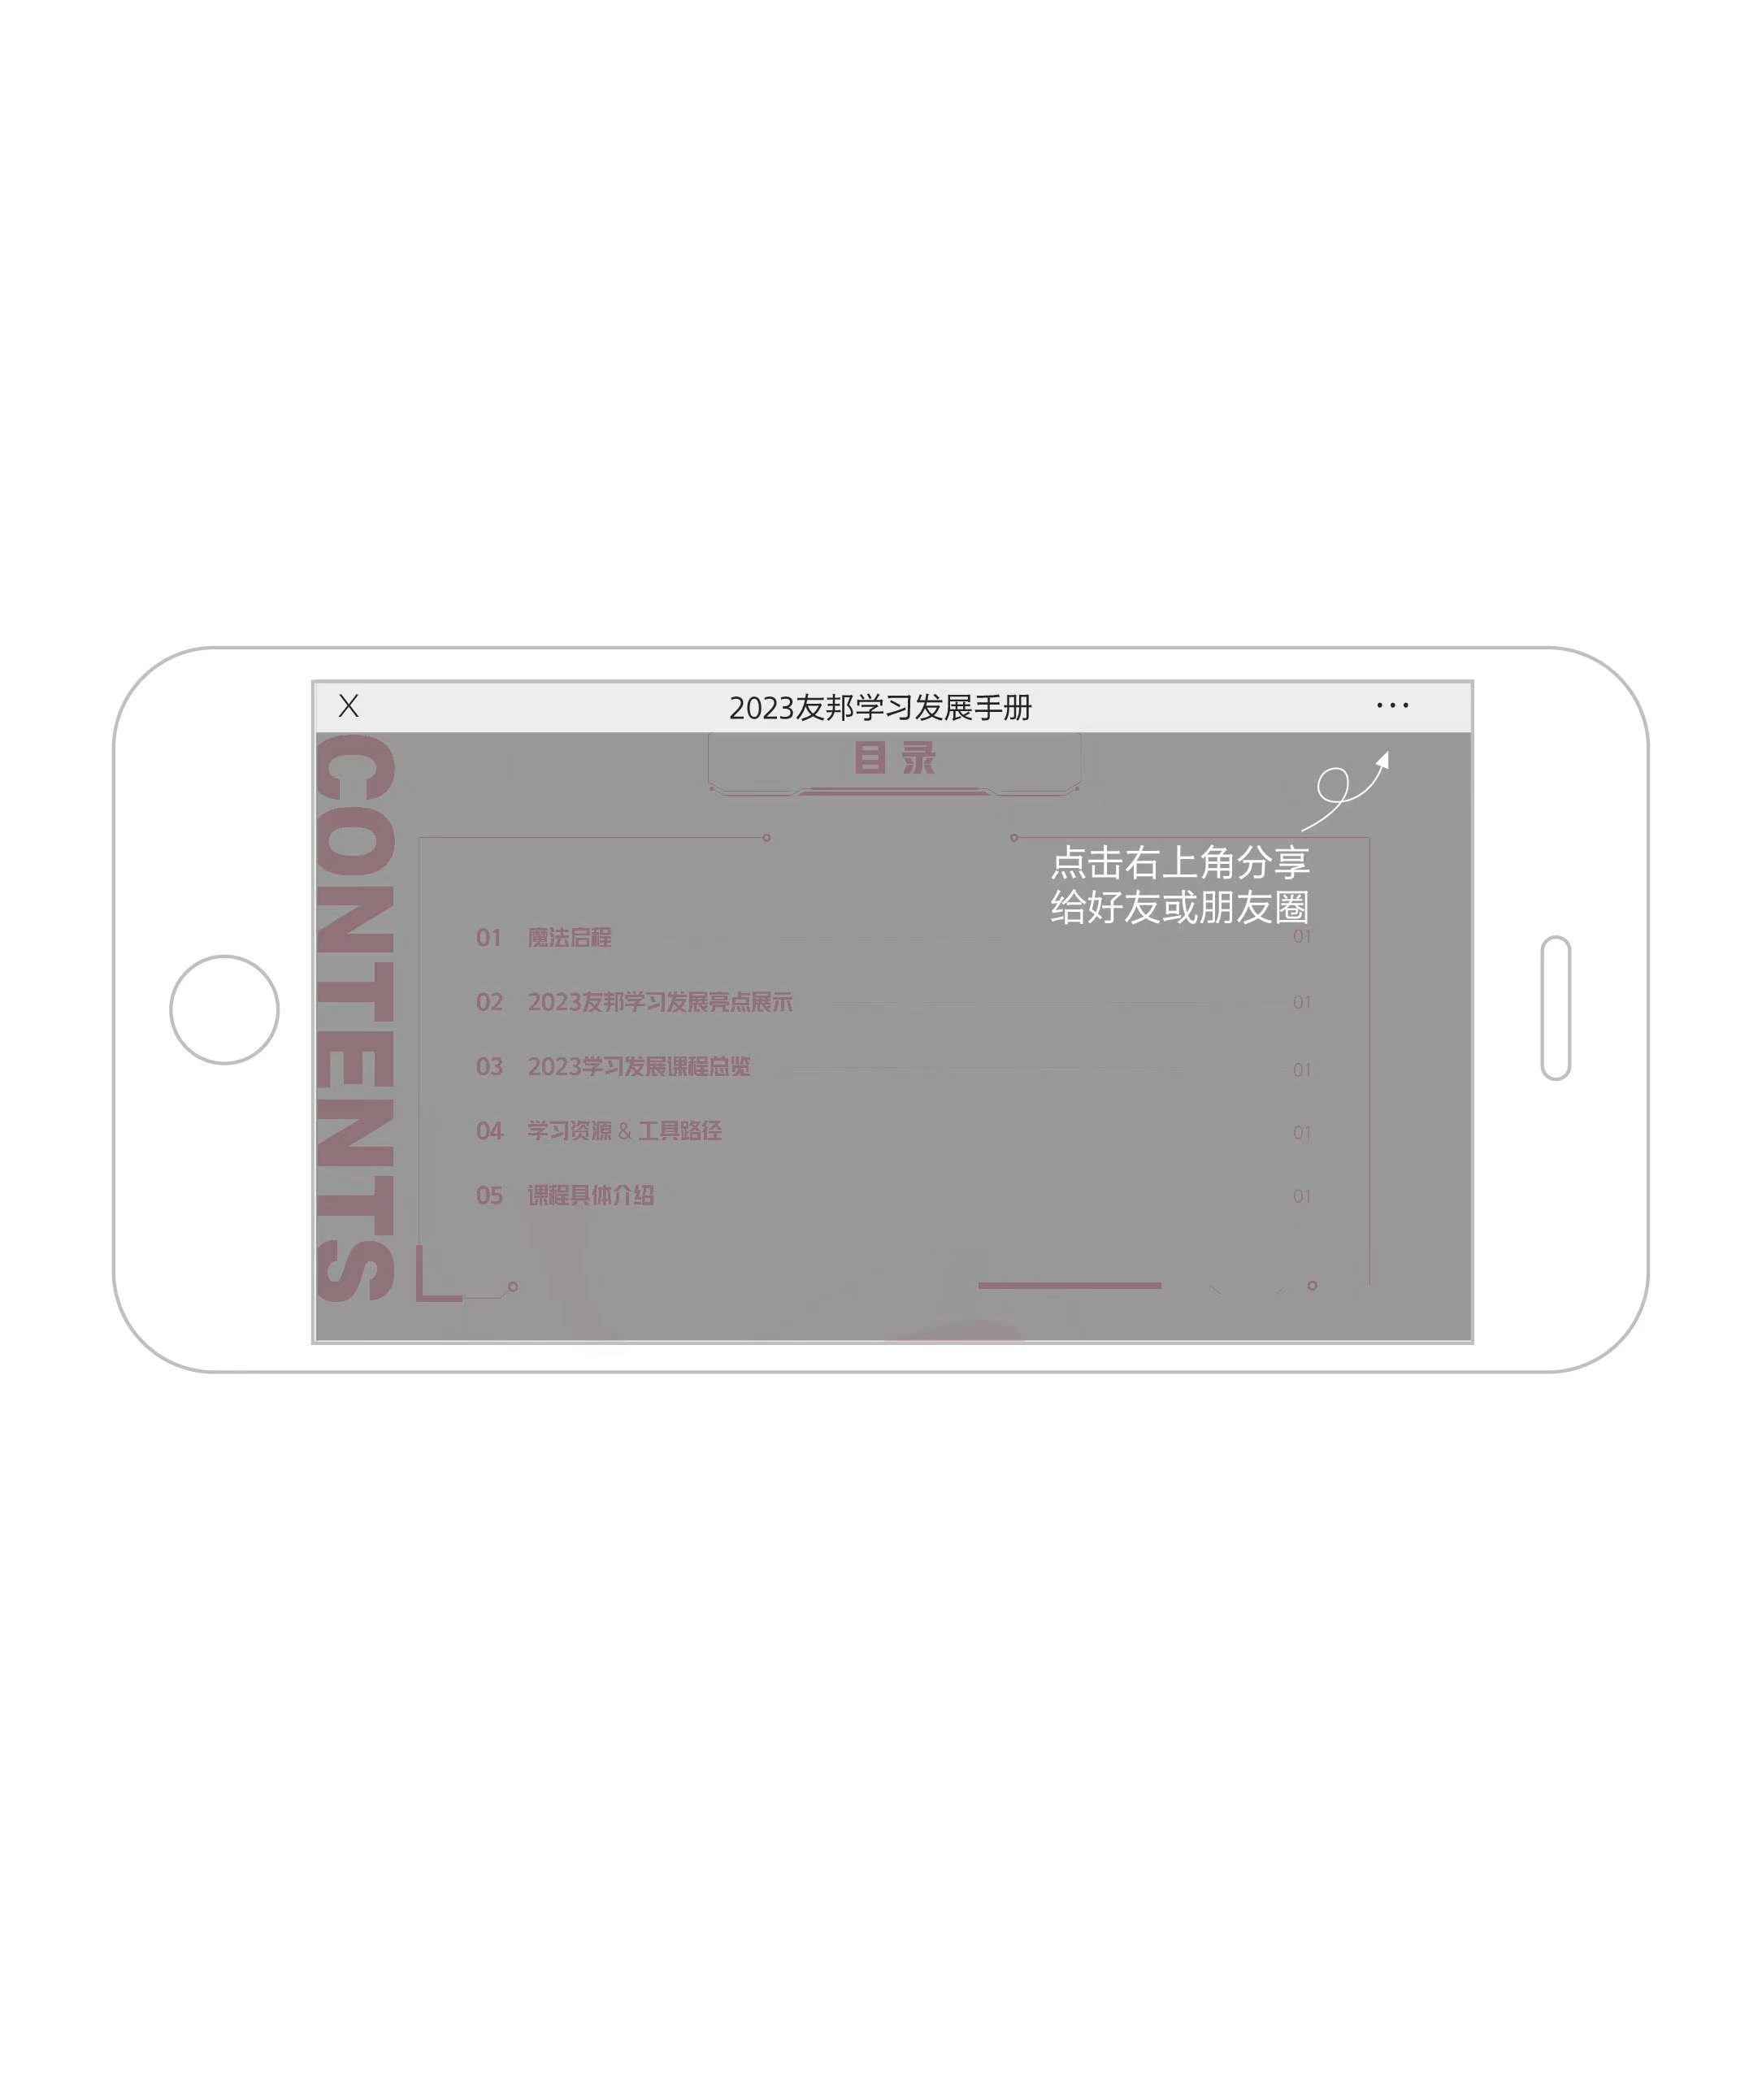 X
2023友邦学习发展手册
...
CONTENTS
目录
点击右上角分享
给好友或朋友圈
01 魔法启程 01
02 2023友邦学习发展亮点展示 01
03 2023学习发展课程总览 01
04 学习资源 & 工具路径 01
05 课程具体介绍 01